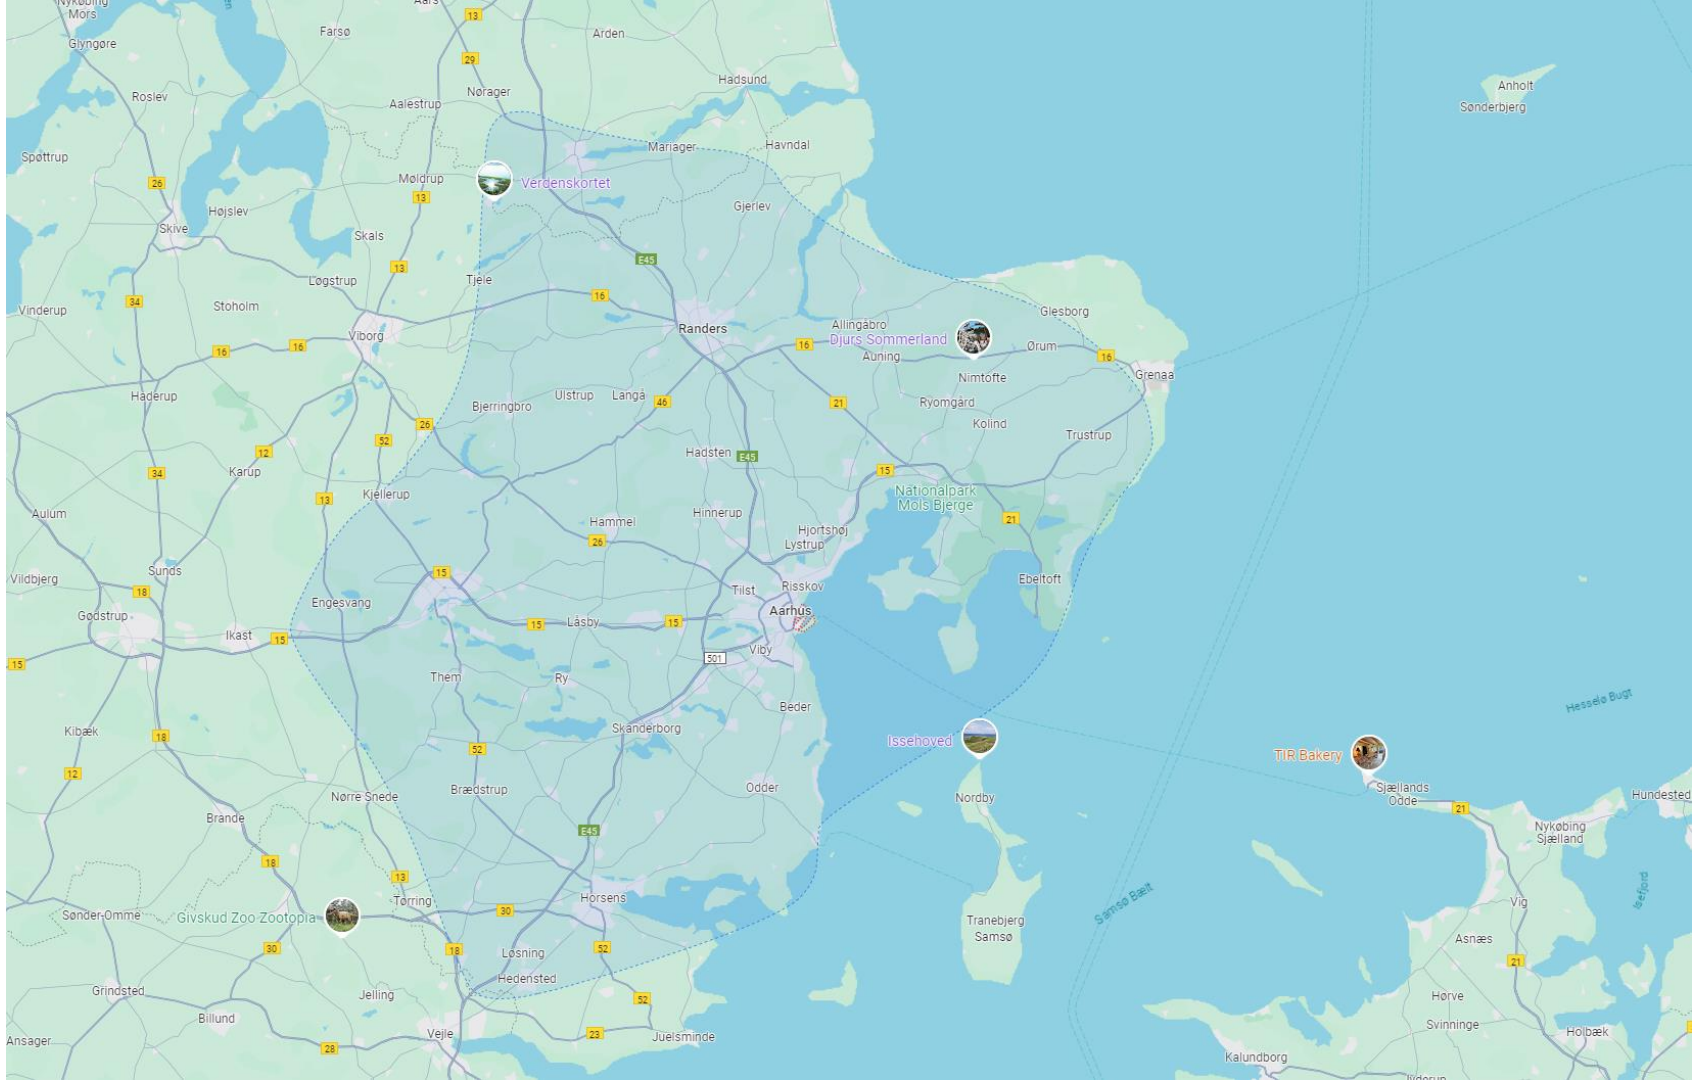 Nykøbing
Mors
Aars
13
Farsø
Arden
Glyngøre
29
Hadsund
Anholt
Sønderbjerg
Nørager
Roslev
Aalestrup
Spøttrup
Mariager
Havndal
26
Møldrup
Verdenskortet
13
Højslev
Gjerlev
Skive
Skals
E45
13
Løgstrup
Tjele
16
34
Stoholm
Vinderup
Glesborg
Randers
Allingåbro
Viborg
Djurs Sommerland
16
16
16
Ørum
16
Auning
Nimtofte
Grenaa
Haderup
Ulstrup
Langå
46
21
Ryomgård
Bjerringbro
26
Kolind
Trustrup
52
12
Hadsten
E45
34
Karup
15
13
Kjellerup
Nationalpark
Mols Bjerge
Aulum
Hinnerup
21
Hammel
Hjortshøj
26
Lystrup
Vildbjerg
Sunds
15
Ebeltoft
18
Tilst
Risskov
Engesvang
Aarhus
Gødstrup
15
Låsby
15
Ikast
15
Viby
15
501
Them
Ry
Hesselø Bugt
Beder
Kibæk
18
Skanderborg
Issehoved
52
TIR Bakery
12
Brædstrup
Odder
Sjællands
Odde
Nørre Snede
Nordby
Hundested
21
Brande
E45
Nykøbing
Sjælland
18
13
Isefjord
Samsø Bælt
Tørring
Horsens
Vig
30
Sønder-Omme
Givskud Zoo Zootopia
Tranebjerg
Samsø
30
18
52
Asnæs
Løsning
21
Hedensted
Grindsted
Jelling
52
Hørve
Billund
Svinninge
Vejle
23
Juelsminde
Holbæk
Ansager
28
Kalundborg
Jyderup